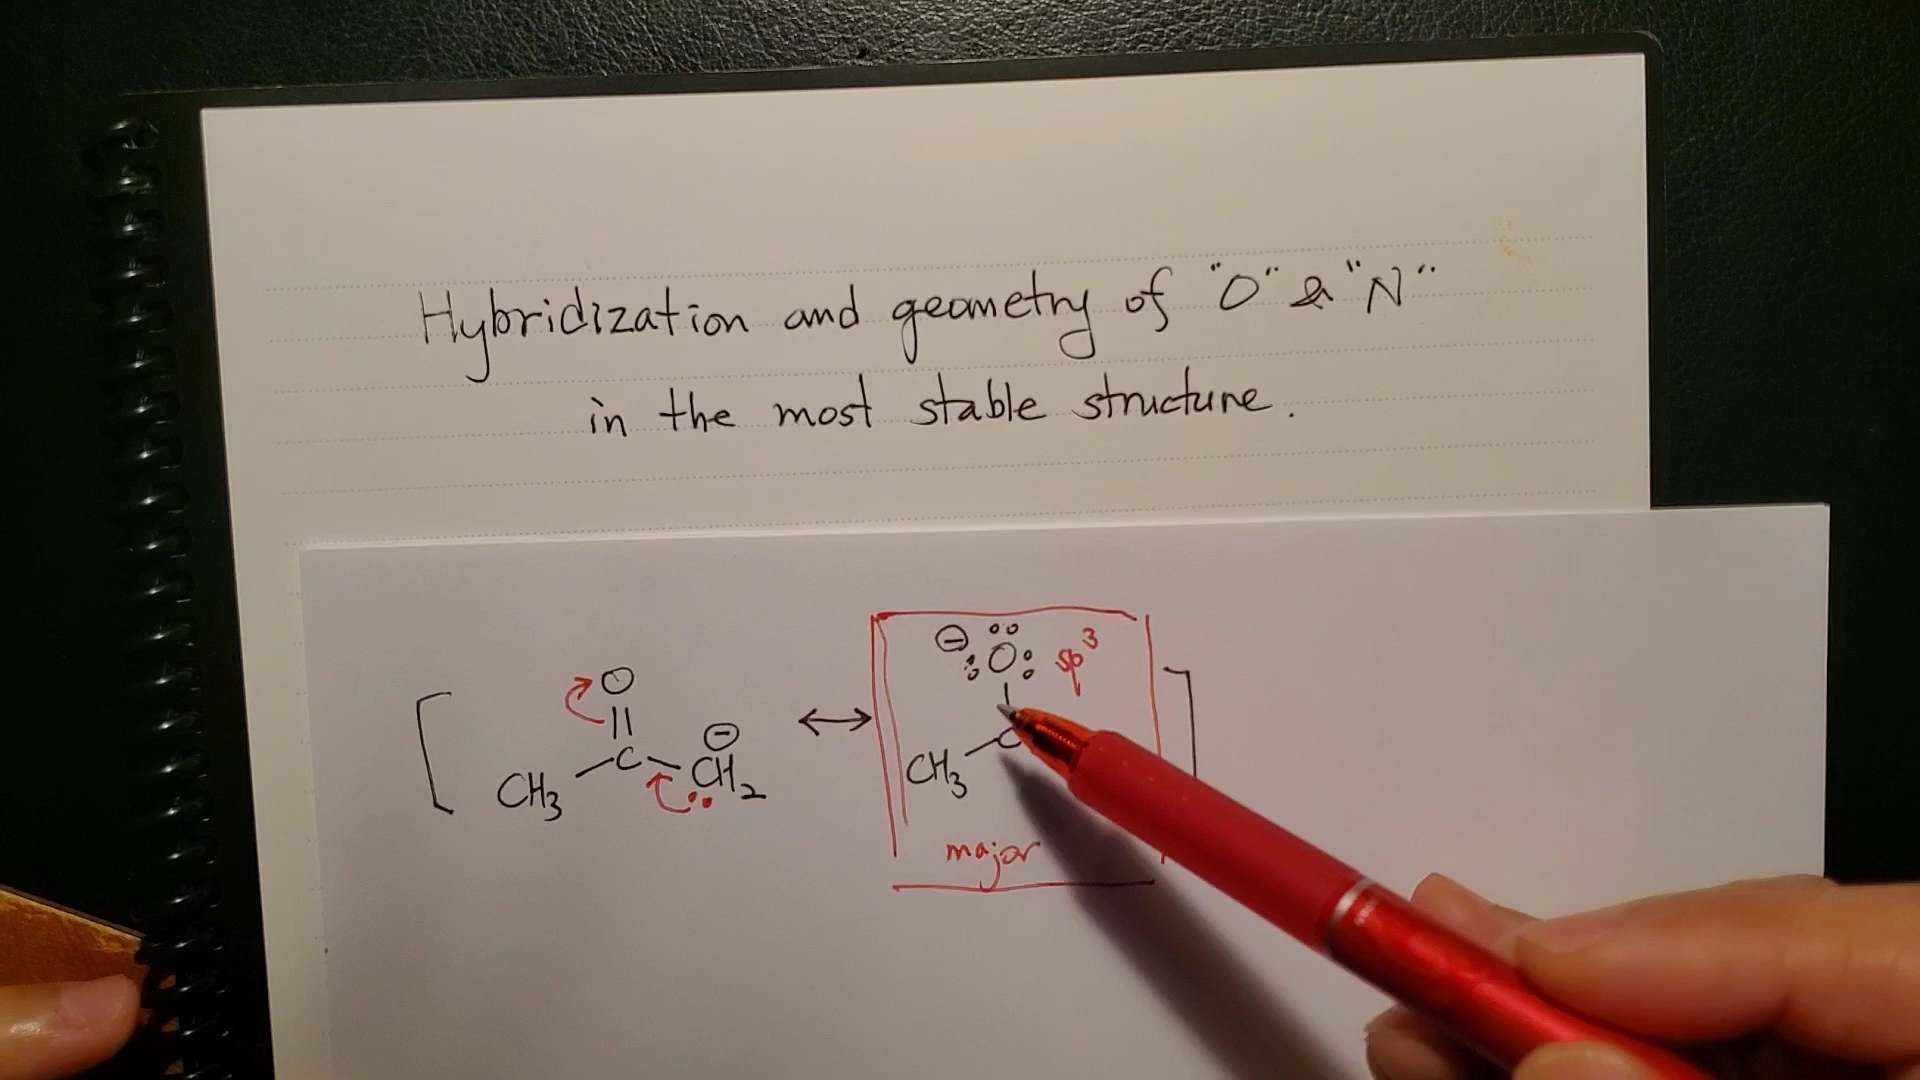 Hybridization and geometry of "O" & "N"
in the most stable structure.
O
||
CH3 C CH2
⊖
↔
⊖ O sp3
|
CH3 C
major